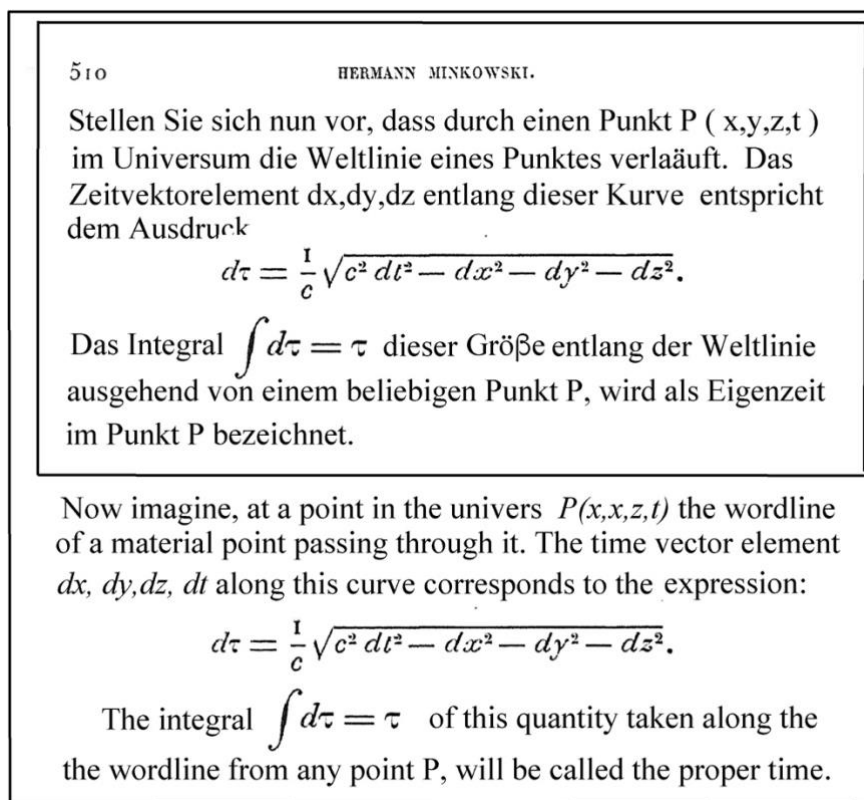 510 HERMANN MINKOWSKI.
Stellen Sie sich nun vor, dass durch einen Punkt P ( x,y,z,t )
im Universum die Weltlinie eines Punktes verlaäuft. Das
Zeitvektorelement dx,dy,dz entlang dieser Kurve entspricht
dem Ausdruck
dτ = 1/c √c² dt² — dx² — dy² — dz².
Das Integral ∫ dτ = τ dieser Größe entlang der Weltlinie
ausgehend von einem beliebigen Punkt P, wird als Eigenzeit
im Punkt P bezeichnet.
Now imagine, at a point in the univers P(x,x,z,t) the wordline
of a material point passing through it. The time vector element
dx, dy,dz, dt along this curve corresponds to the expression:
dτ = 1/c √c² dt² — dx² — dy² — dz².
The integral ∫ dτ = τ of this quantity taken along the
the wordline from any point P, will be called the proper time.